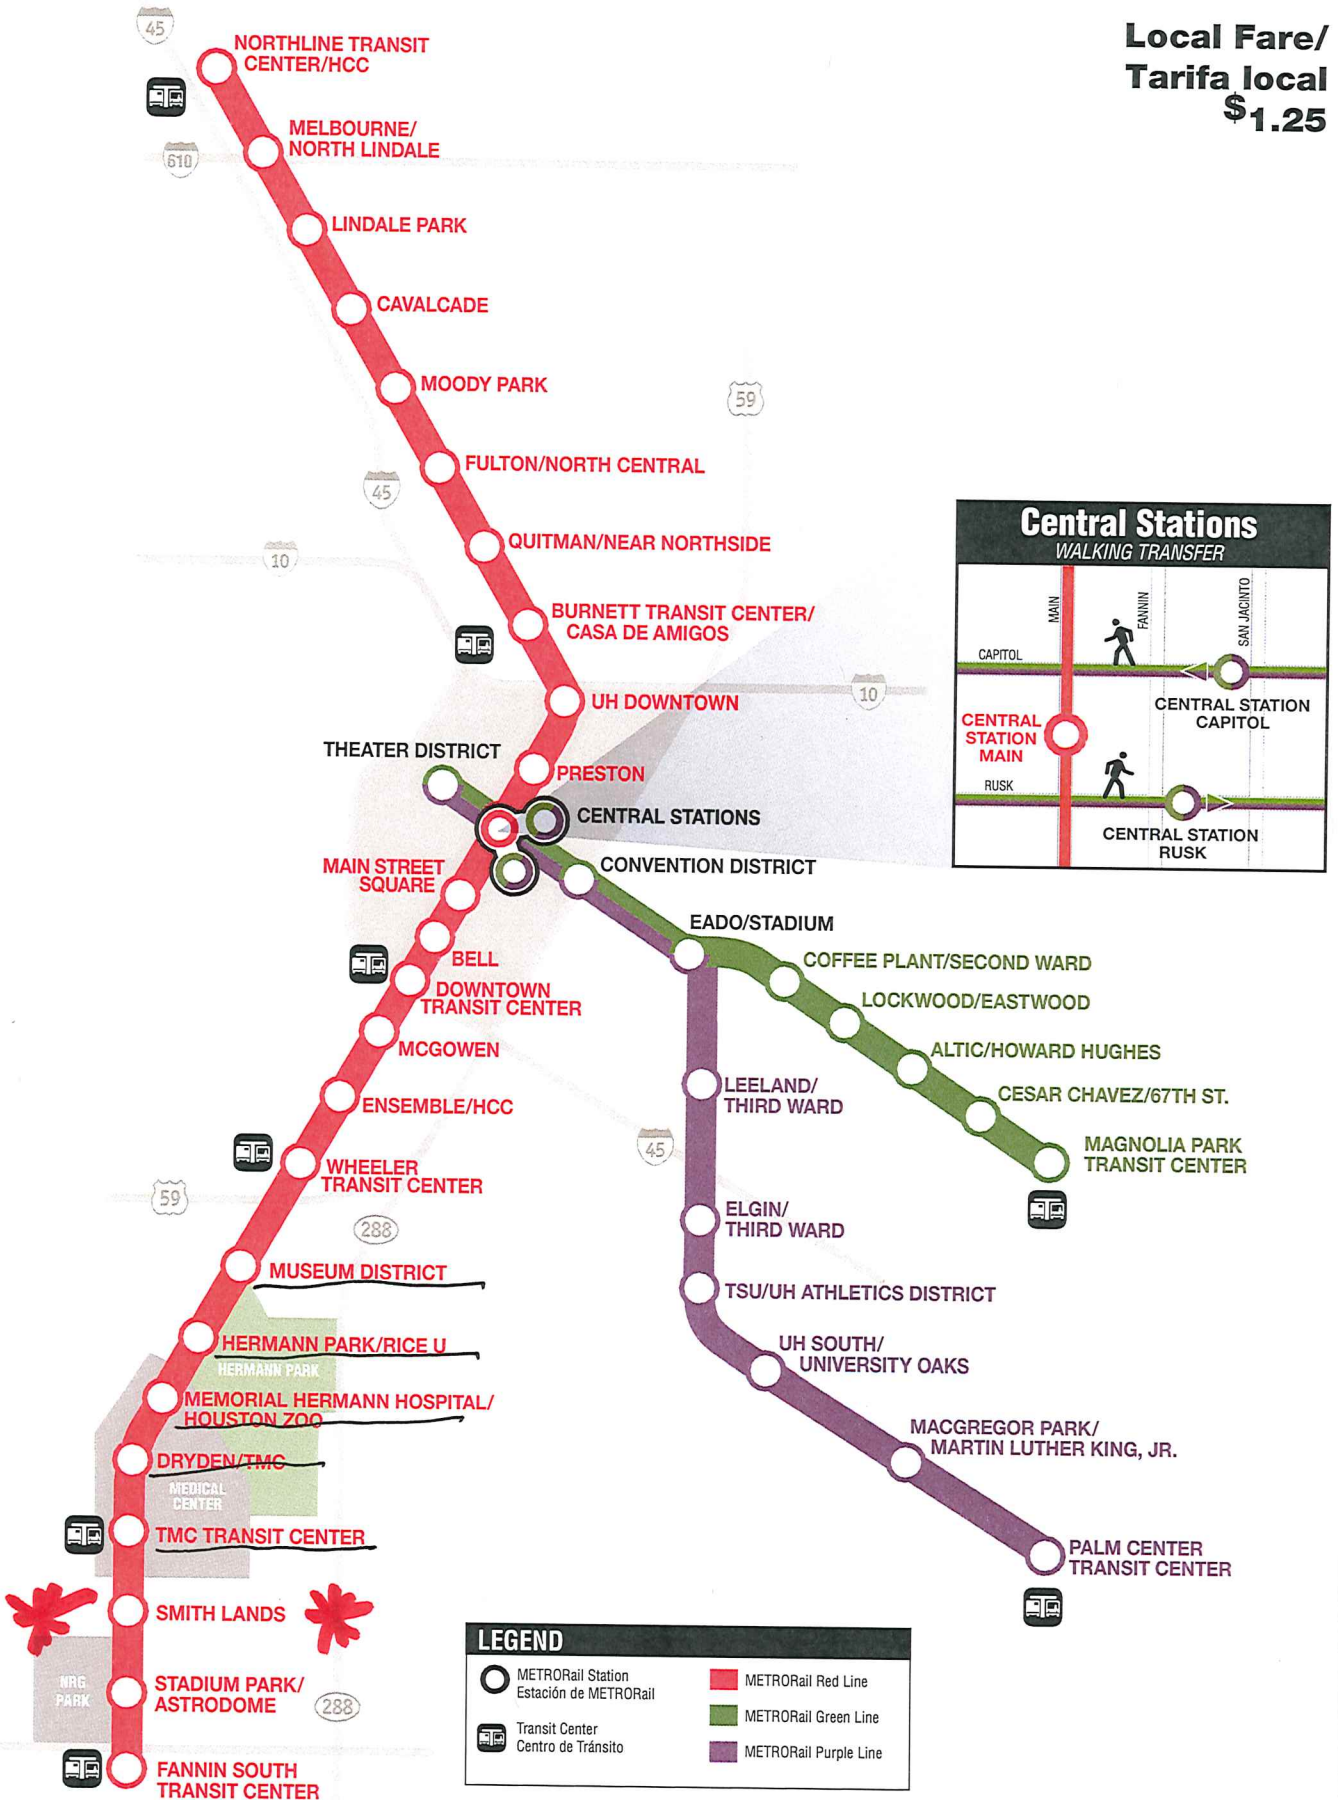 45
NORTHLINE TRANSIT
CENTER/HCC
Local Fare/
Tarifa local
$1.25
MELBOURNE/
NORTH LINDALE
610
LINDALE PARK
CAVALCADE
MOODY PARK
59
FULTON/NORTH CENTRAL
45
QUITMAN/NEAR NORTHSIDE
10
BURNETT TRANSIT CENTER/
CASA DE AMIGOS
UH DOWNTOWN
10
THEATER DISTRICT
PRESTON
CENTRAL STATIONS
Central Stations
WALKING TRANSFER
MAIN
FANNIN
SAN JACINTO
CAPITOL
CENTRAL STATION
CAPITOL
CENTRAL
STATION
MAIN
RUSK
CENTRAL STATION
RUSK
MAIN STREET
SQUARE
CONVENTION DISTRICT
EADO/STADIUM
BELL
COFFEE PLANT/SECOND WARD
DOWNTOWN
TRANSIT CENTER
LOCKWOOD/EASTWOOD
MCGOWEN
ALTIC/HOWARD HUGHES
LEELAND/
THIRD WARD
CESAR CHAVEZ/67TH ST.
ENSEMBLE/HCC
45
MAGNOLIA PARK
TRANSIT CENTER
WHEELER
TRANSIT CENTER
59
288
ELGIN/
THIRD WARD
MUSEUM DISTRICT
TSU/UH ATHLETICS DISTRICT
HERMANN PARK/RICE U
HERMANN PARK
UH SOUTH/
UNIVERSITY OAKS
MEMORIAL HERMANN HOSPITAL/
HOUSTON ZOO
MACGREGOR PARK/
MARTIN LUTHER KING, JR.
DRYDEN/TMC
MEDICAL
CENTER
TMC TRANSIT CENTER
PALM CENTER
TRANSIT CENTER
SMITH LANDS
NRG
PARK
STADIUM PARK/
ASTRODOME
288
FANNIN SOUTH
TRANSIT CENTER
LEGEND
METRORail Station
Estación de METRORail
Transit Center
Centro de Tránsito
METRORail Red Line
METRORail Green Line
METRORail Purple Line